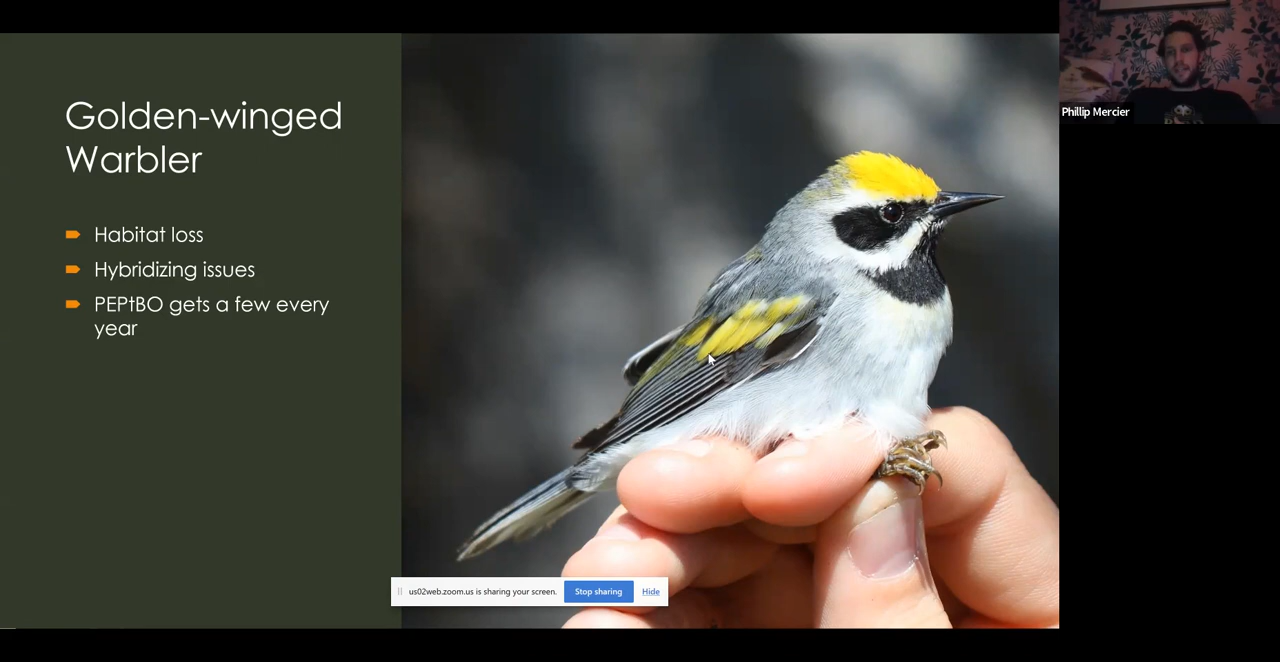 Golden-winged
Warbler
Habitat loss
Hybridizing issues
PEPtBO gets a few every
year
Phillip Mercier
us02web.zoom.us is sharing your screen.
Stop sharing
Hide